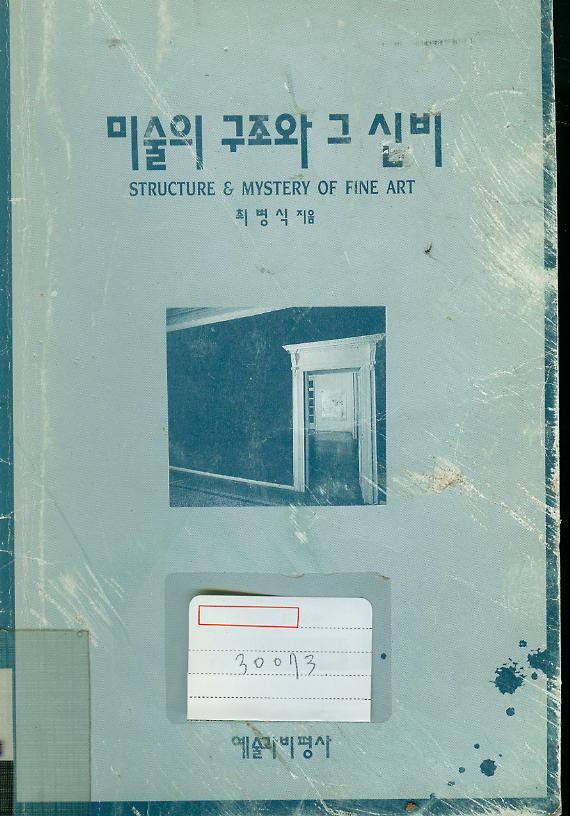 미술의 구조와 그 신비
STRUCTURE & MYSTERY OF FINE ART
최병식 지음
30073
예술과비평사